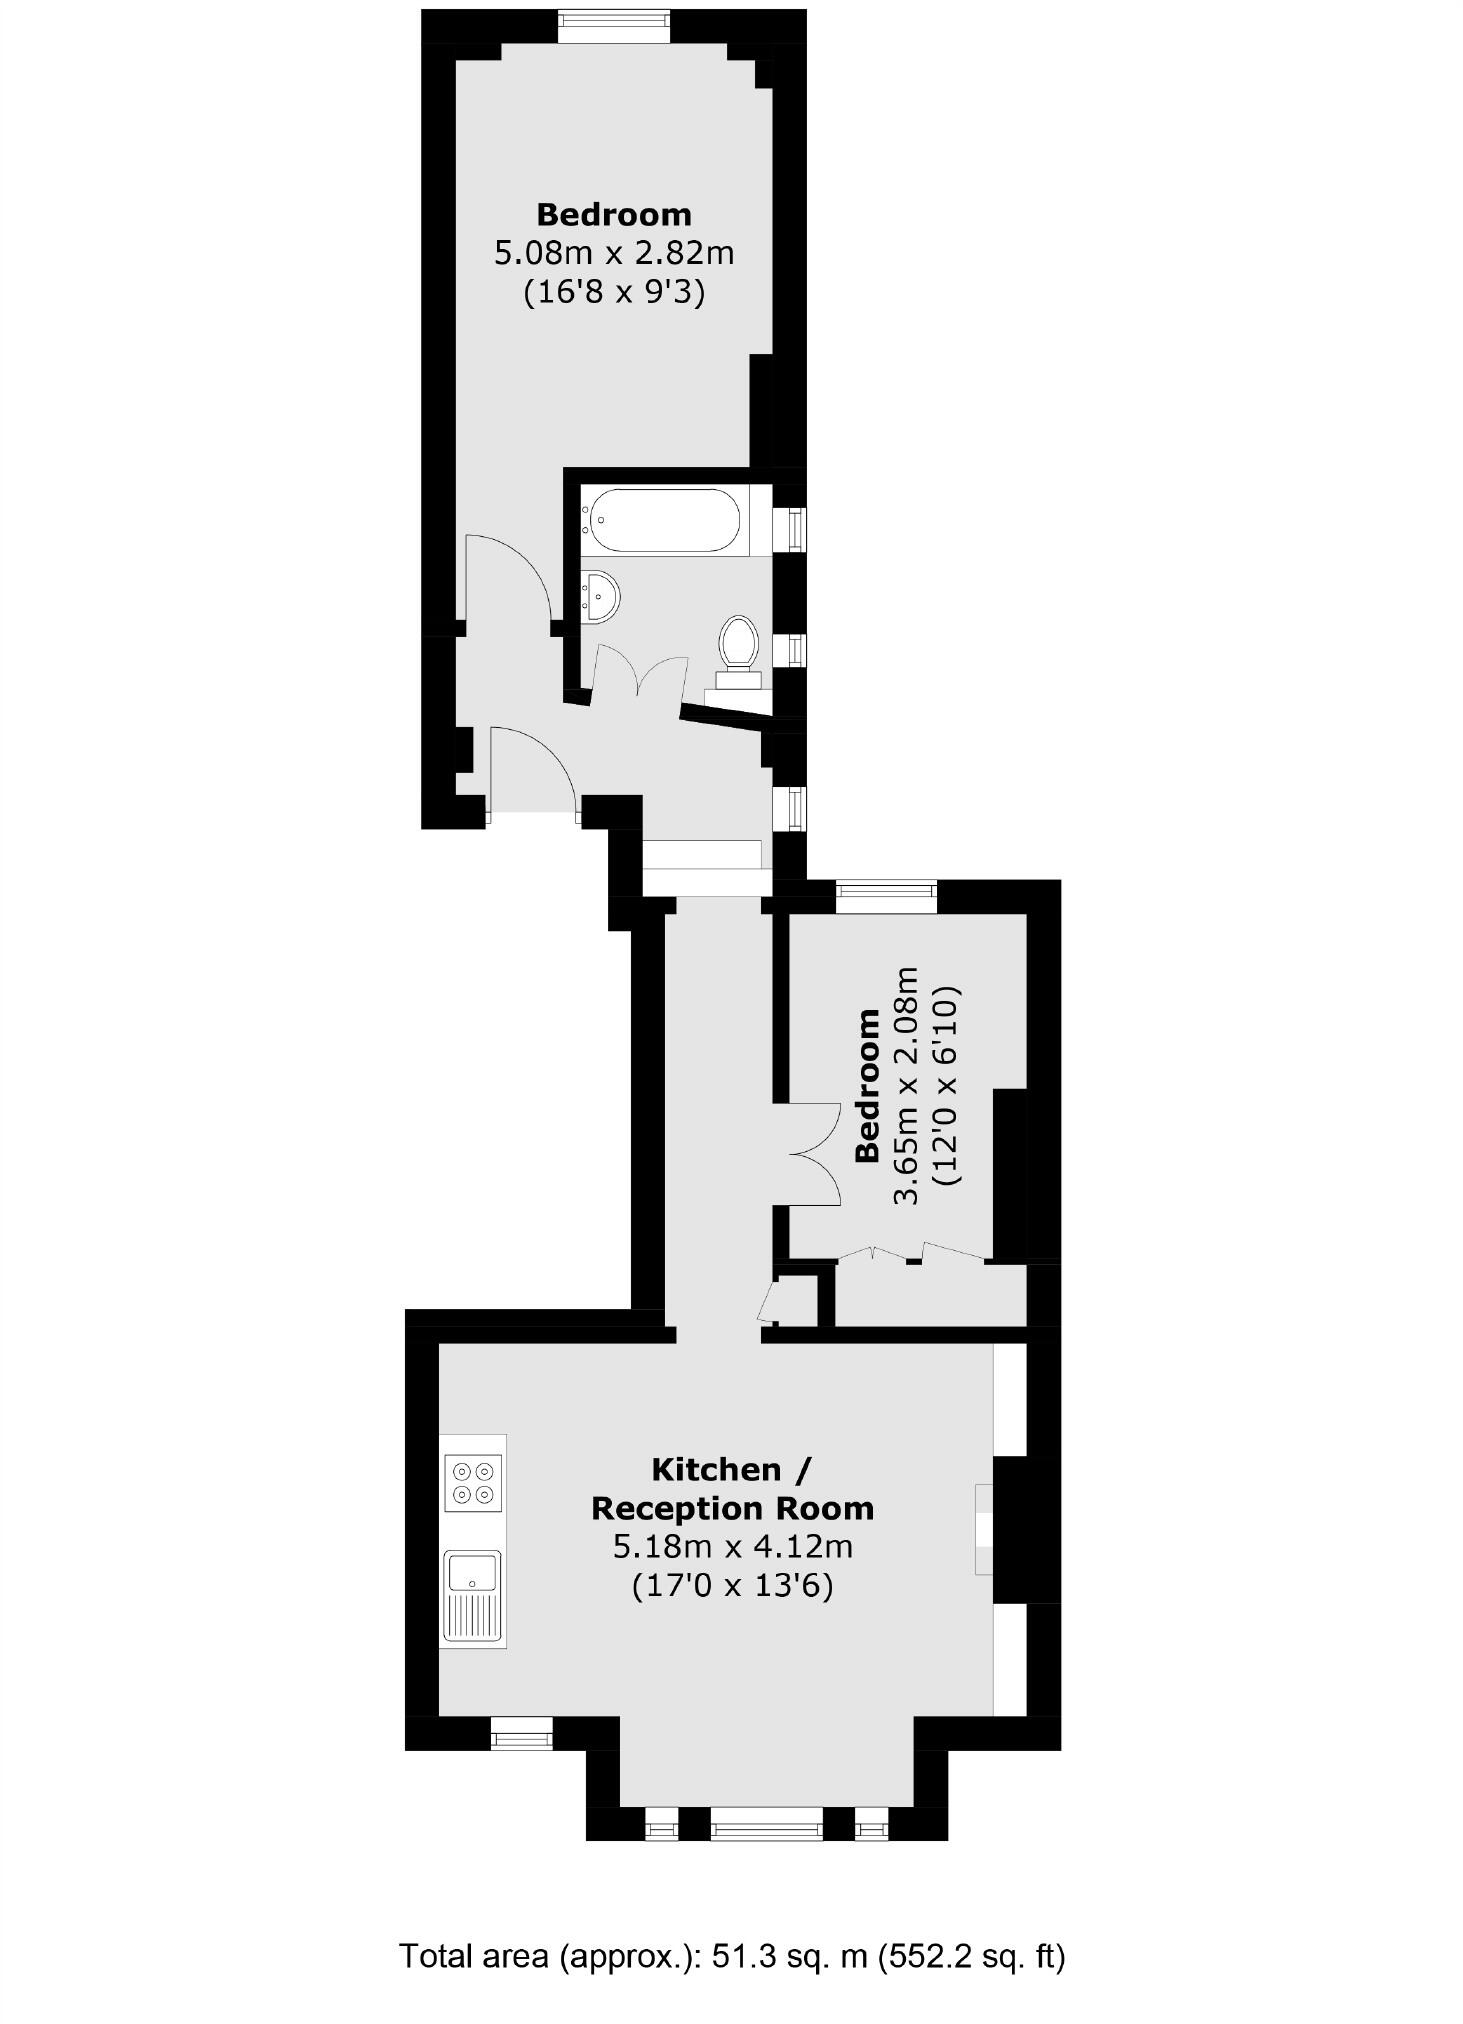 Bedroom
5.08m x 2.82m
(16'8 x 9'3)
Bedroom
3.65m x 2.08m
(12'0 x 6'10)
Kitchen /
Reception Room
5.18m x 4.12m
(17'0 x 13'6)
Total area (approx.): 51.3 sq. m (552.2 sq. ft)